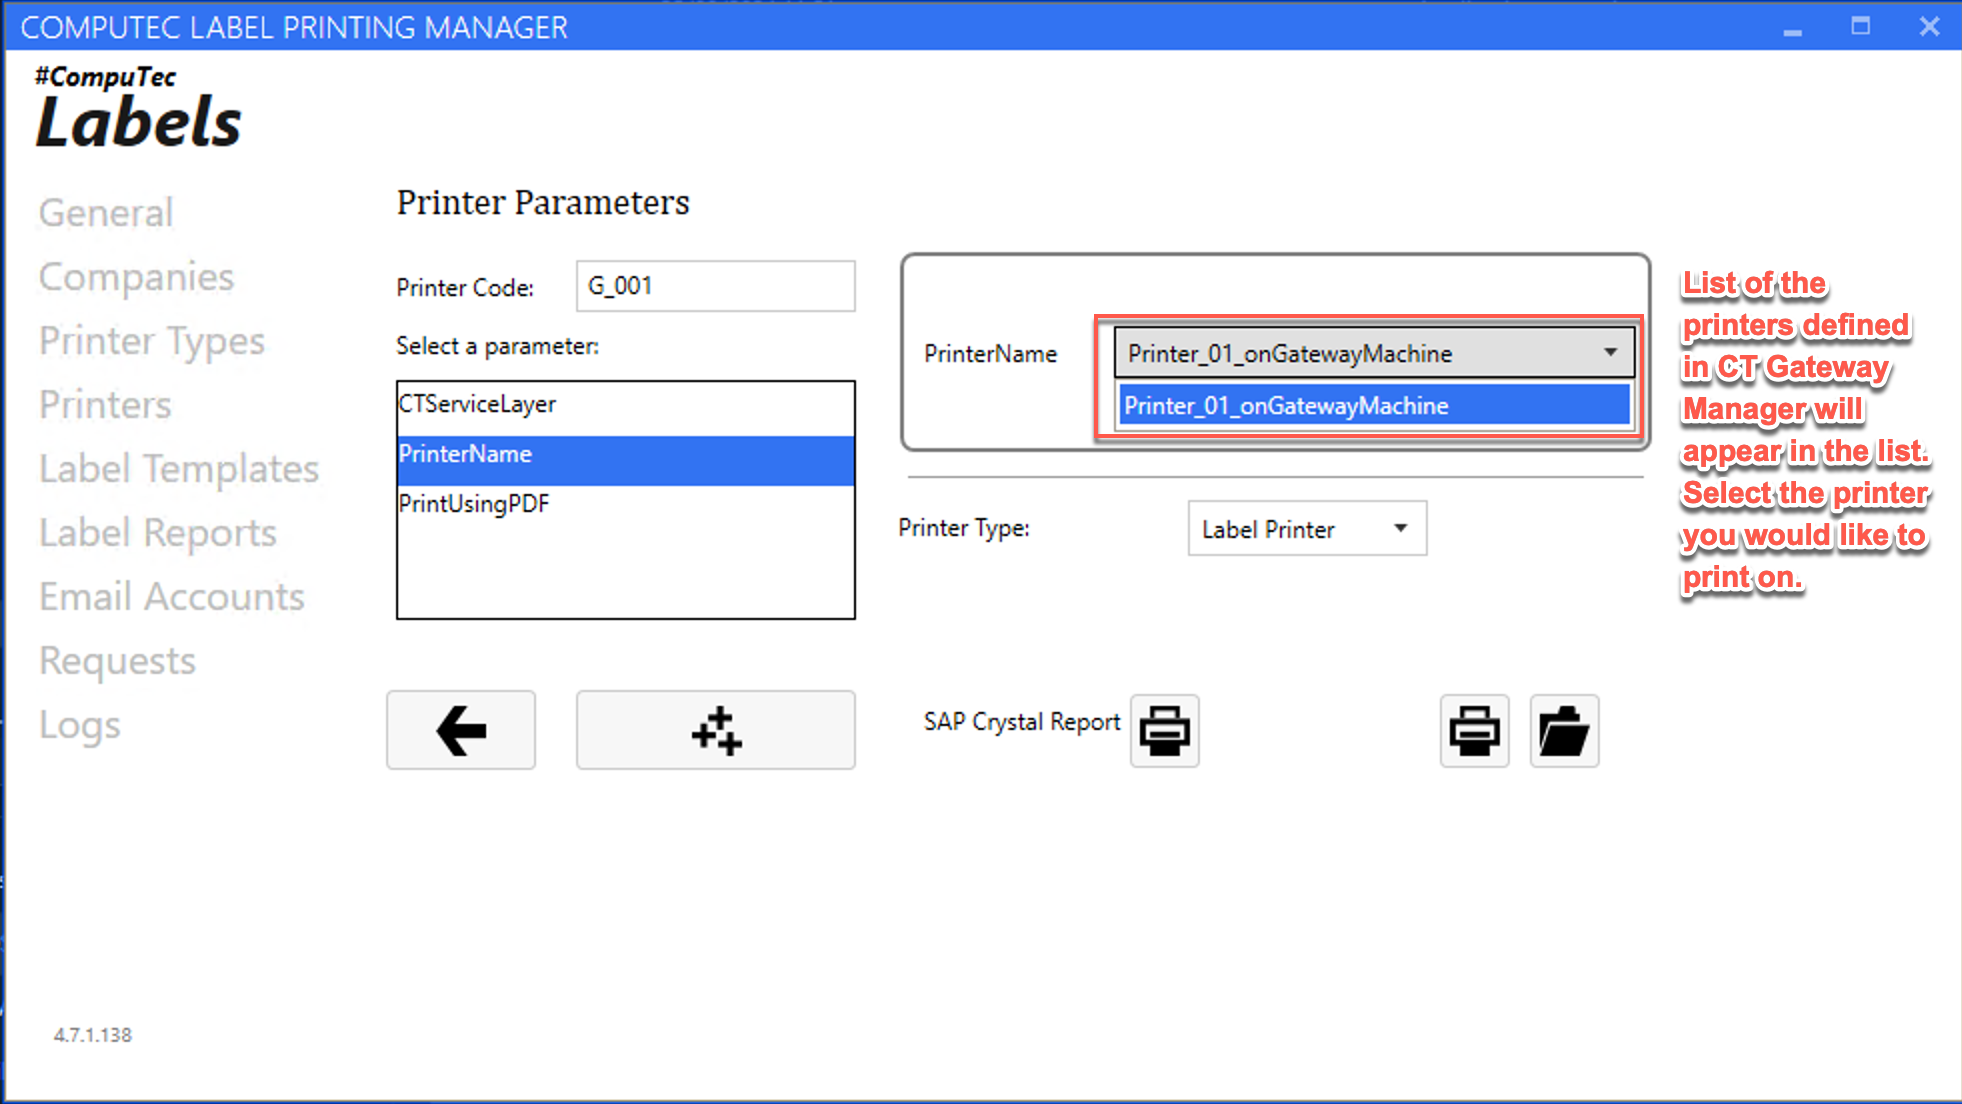 COMPUTEC LABEL PRINTING MANAGER
#CompuTec
Labels
General
Companies
Printer Types
Printers
Label Templates
Label Reports
Email Accounts
Requests
Logs
4.7.1.138
Printer Parameters
Printer Code:
G_001
Select a parameter:
CTServiceLayer
PrinterName
PrintUsingPDF
PrinterName
Printer_01_onGatewayMachine
Printer_01_onGatewayMachine
Printer Type:
Label Printer
SAP Crystal Report
List of the
printers defined
in CT Gateway
Manager will
appear in the list.
Select the printer
you would like to
print on.